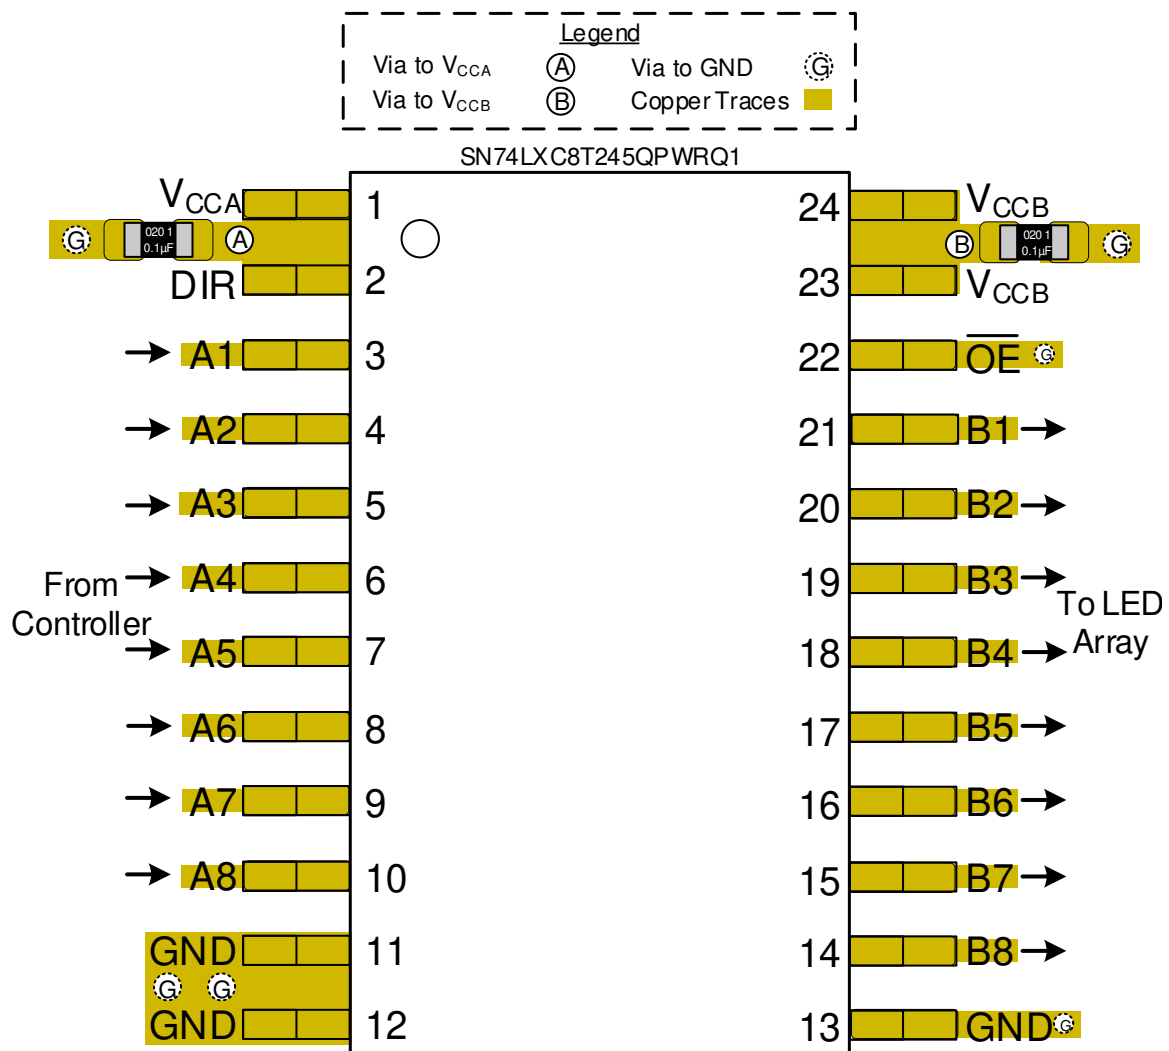 Legend
Via to VCCA A Via to GND G
Via to VCCB B Copper Traces
SN74LXC8T245QPWRQ1
VCCA 1 24 VCCB
G 0201 A B 0201 G
0.1µF 0.1µF
DIR 2 23 VCCB
A1 3 22 OE G
A2 4 21 B1
A3 5 20 B2
A4 6 19 B3
From To LED
Controller Array
A5 7 18 B4
A6 8 17 B5
A7 9 16 B6
A8 10 15 B7
GND 11 14 B8
G G
GND 12 13 GND G